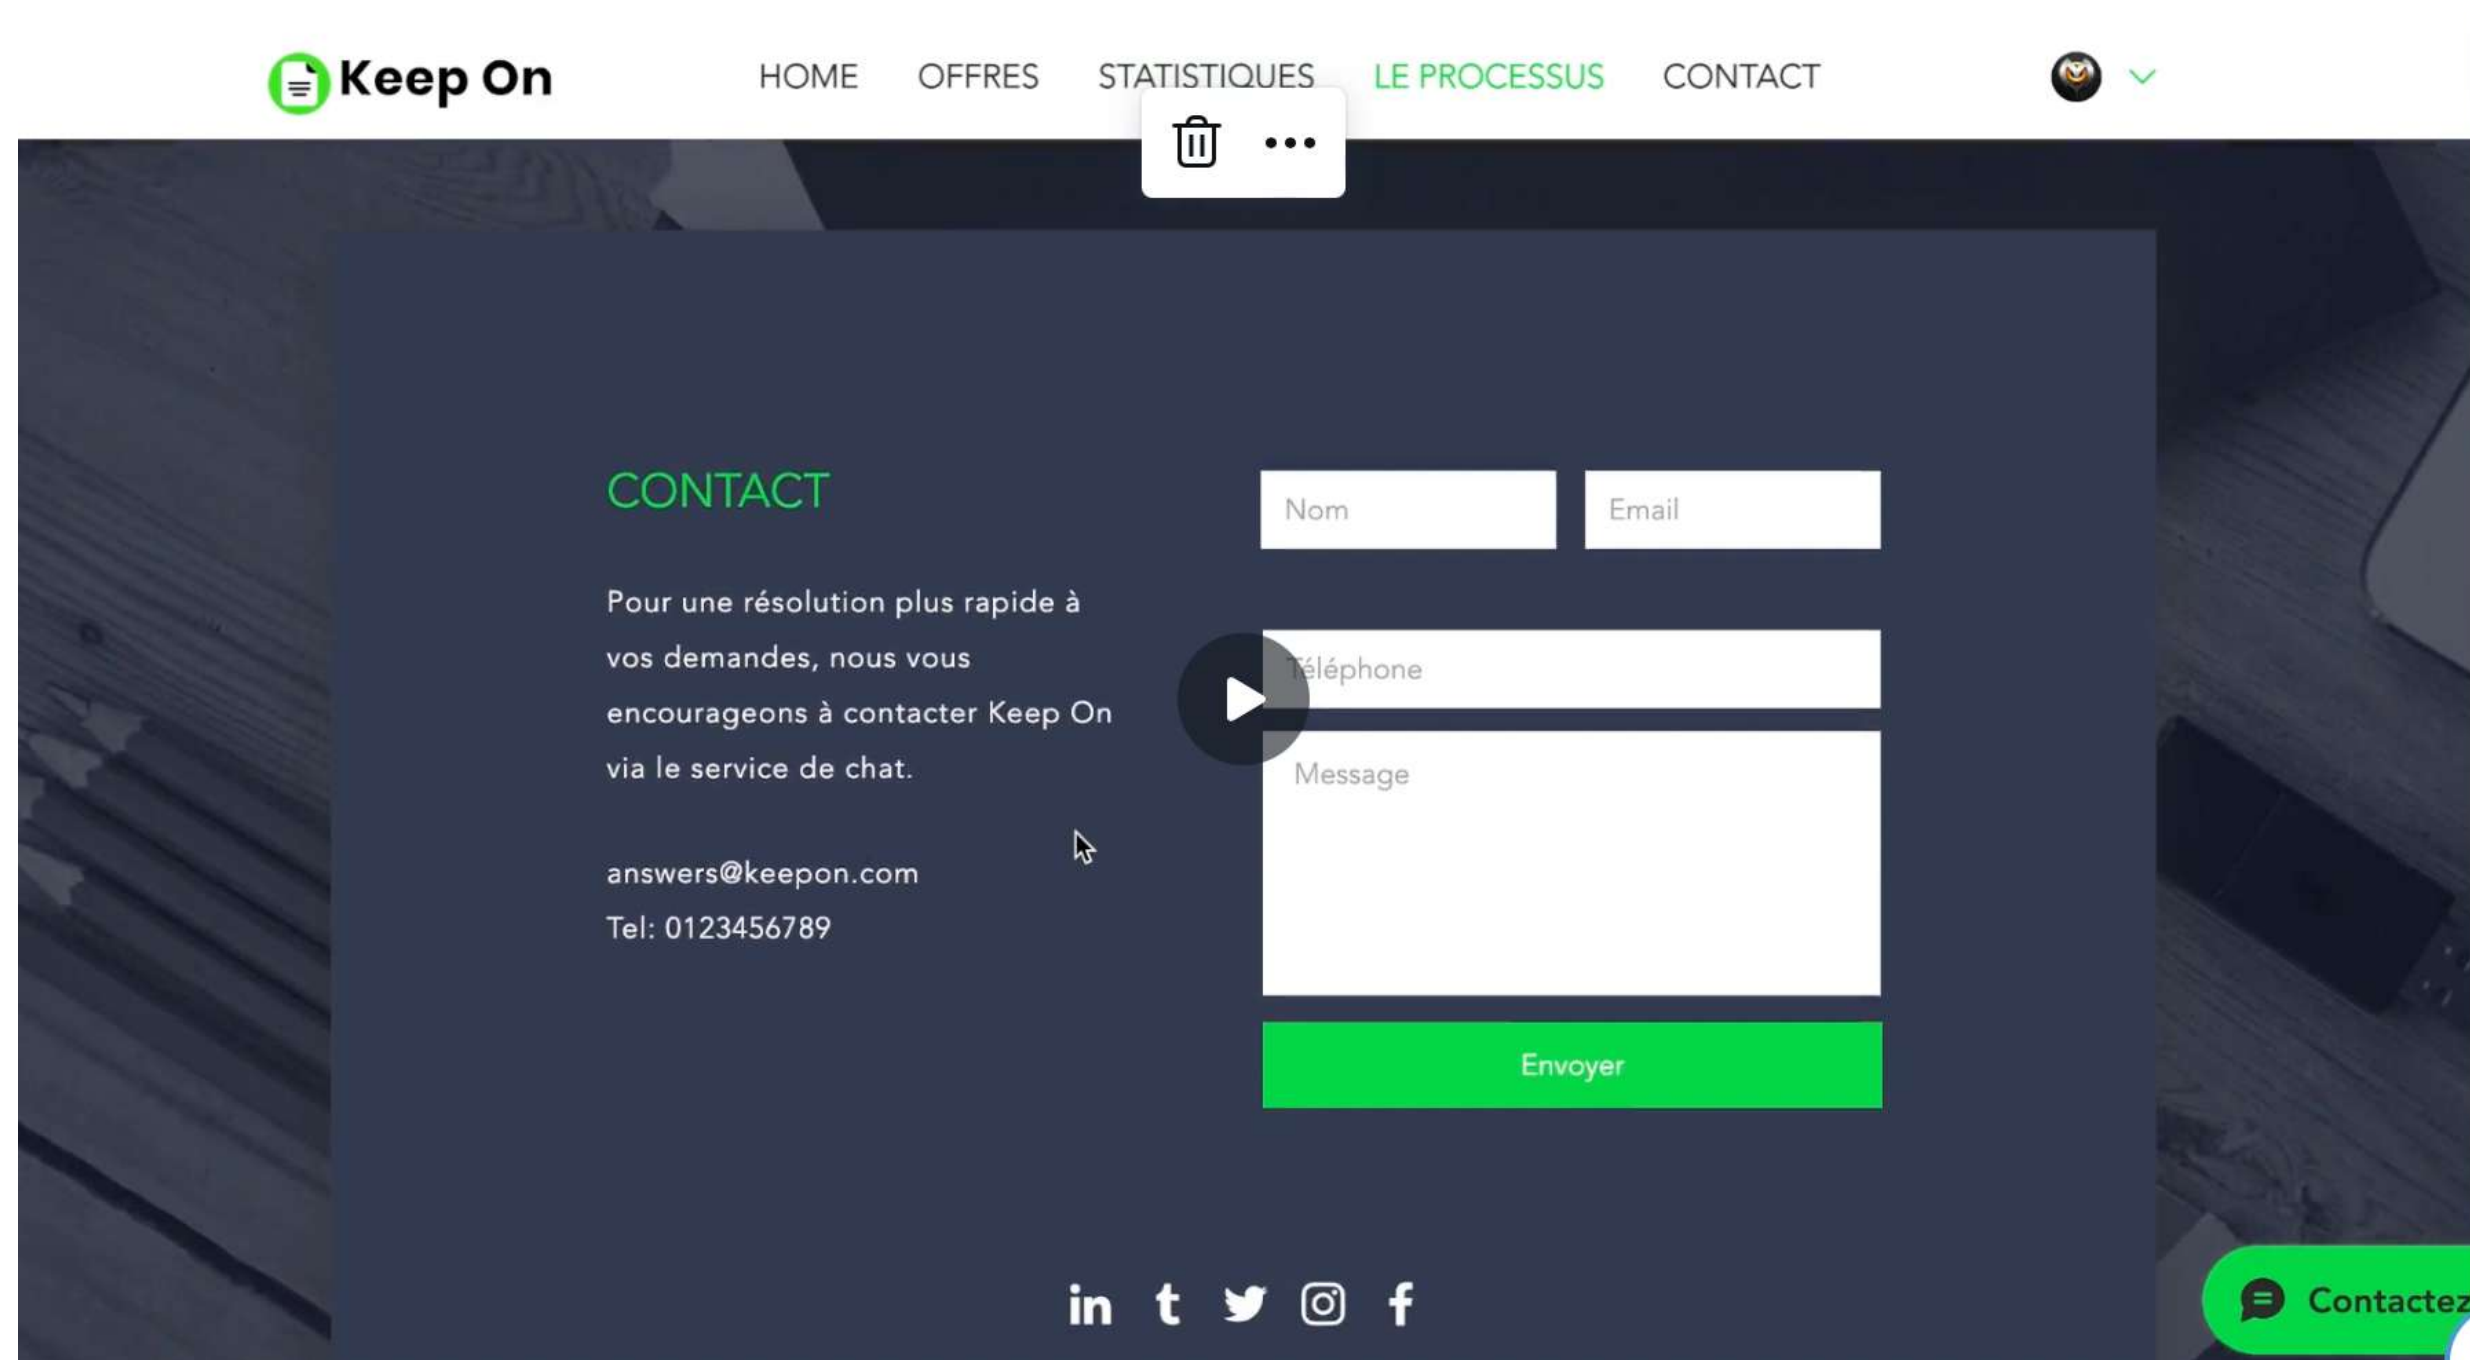 Keep On
HOME OFFRES STATISTIQUES LE PROCESSUS CONTACT
CONTACT
Pour une résolution plus rapide à
vos demandes, nous vous
encourageons à contacter Keep On
via le service de chat.
answers@keepon.com
Tel: 0123456789
Nom
Email
Téléphone
Message
Envoyer
in t f
Contactez